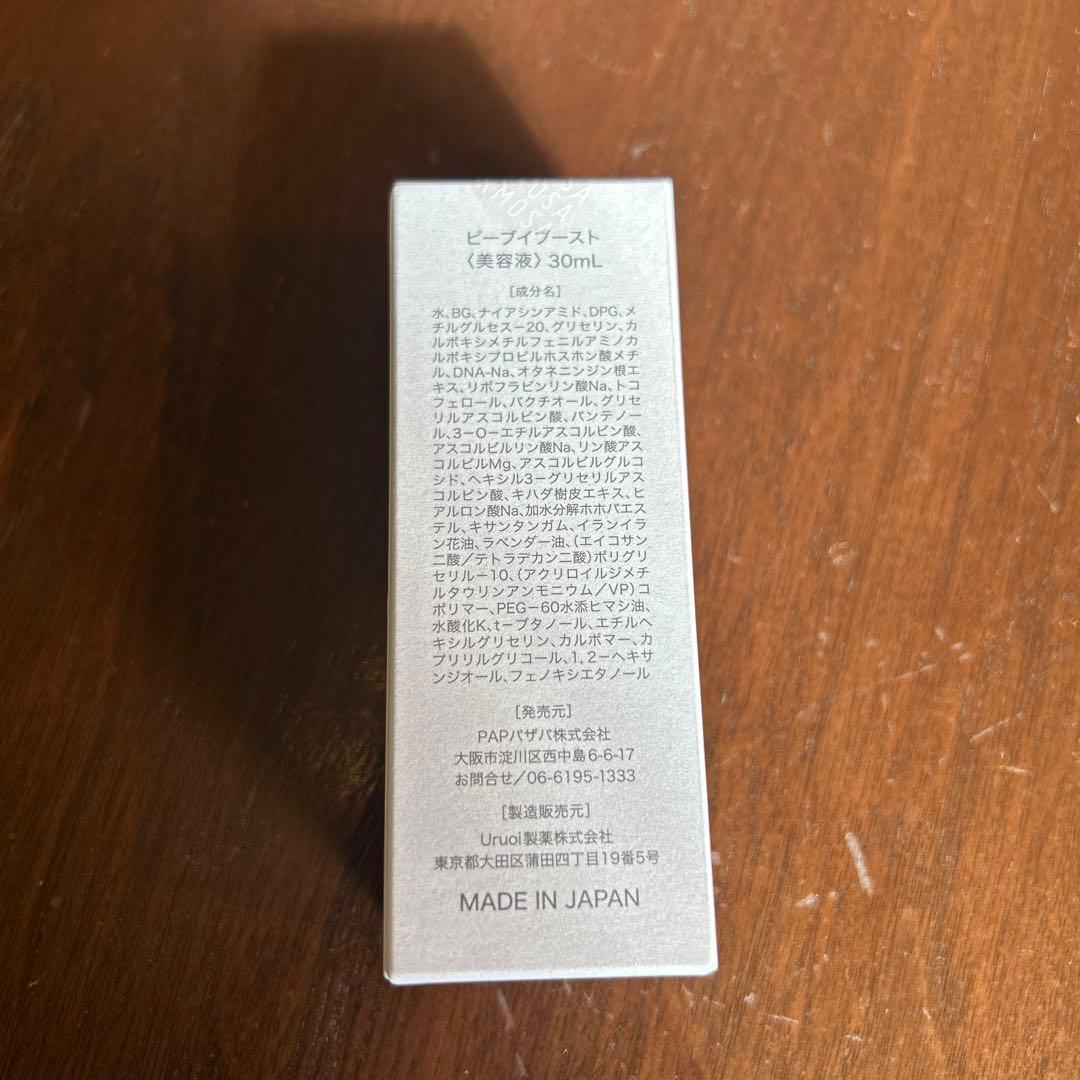 ビーブイブースト
〈美容液〉30mL
[成分名]
水、BG、ナイアシンアミド、DPG、メ
チルグルセス−20、グリセリン、カ
ルボキシメチルフェニルアミノカ
ルボキシプロピルホスホン酸メチ
ル、DNA-Na、オタネニンジン根エ
キス、リボフラビンリン酸Na、トコ
フェロール、バクチオール、グリセ
リルアスコルビン酸、パンテノー
ル、3−O−エチルアスコルビン酸、
アスコルビルリン酸Na、リン酸アス
コルビルMg、アスコルビルグルコ
シド、ヘキシル3−グリセリルアス
コルビン酸、キハダ樹皮エキス、ヒ
アルロン酸Na、加水分解ホホバエス
テル、キサンタンガム、イランイラ
ン花油、ラベンダー油、(エイコサン
二酸／テトラデカン二酸)ポリグリ
セリル−10、(アクリロイルジメチ
ルタウリンアンモニウム／VP)コ
ポリマー、PEG−60水添ヒマシ油、
水酸化K、t−ブタノール、エチルヘ
キシルグリセリン、カルボマー、カ
プリリルグリコール、1,2−ヘキサ
ンジオール、フェノキシエタノール
[発売元]
PAPパザパ株式会社
大阪市淀川区西中島6-6-17
お問合せ／06-6195-1333
[製造販売元]
Uruoi製薬株式会社
東京都大田区蒲田四丁目19番5号
MADE IN JAPAN